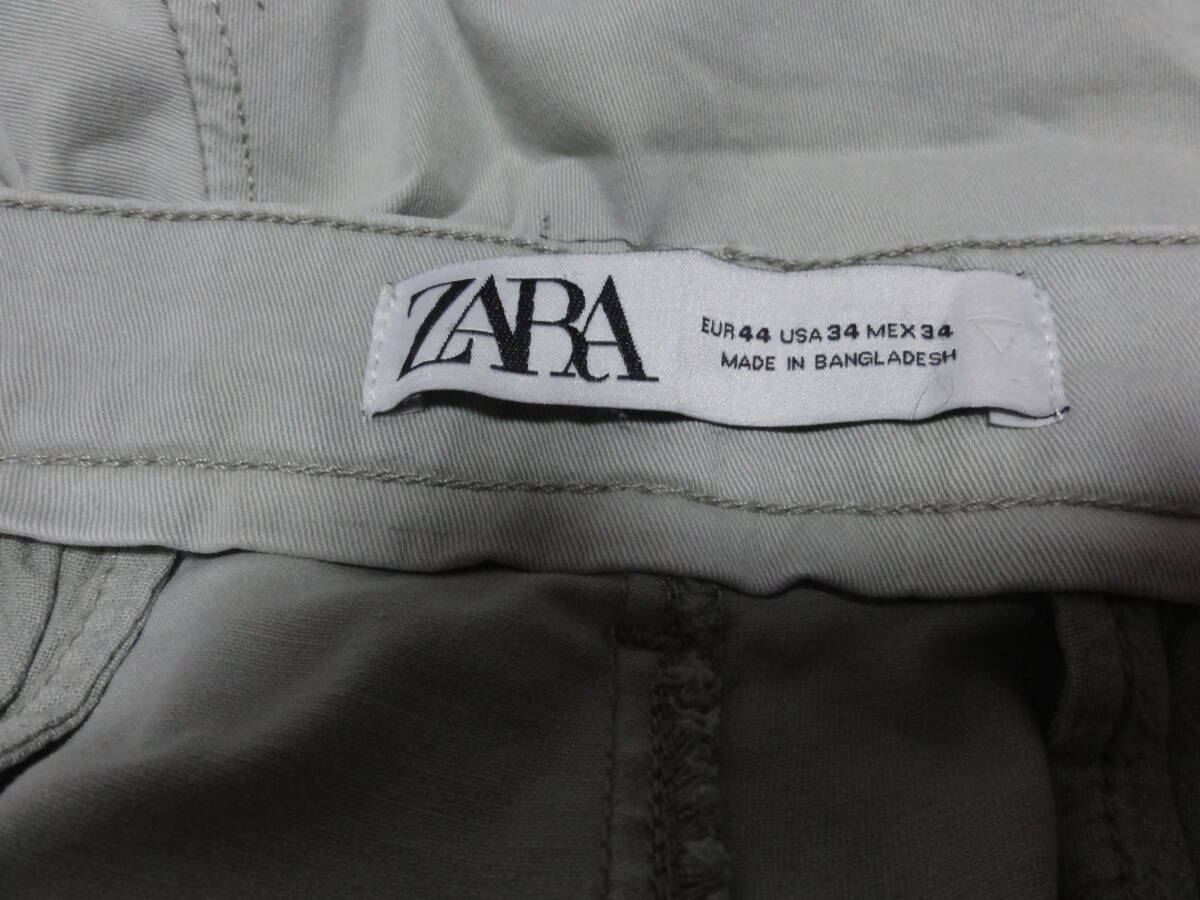 ZARA
EUR 44 USA 34 MEX 34
MADE IN BANGLADESH